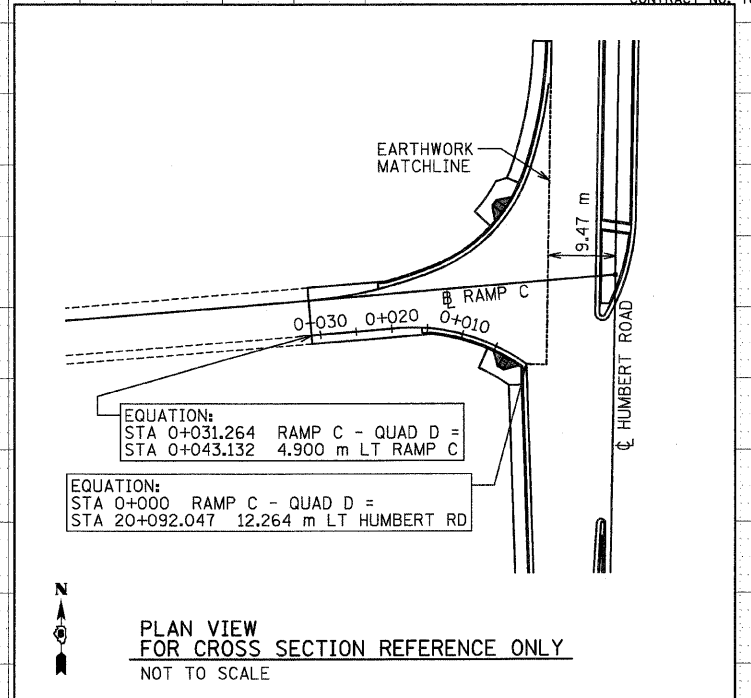 EARTHWORK
MATCHLINE
9.47 m
℄ HUMBERT ROAD
B̲L RAMP C
0+030 0+020 0+010
EQUATION:
STA 0+031.264 RAMP C - QUAD D =
STA 0+043.132 4.900 m LT RAMP C
EQUATION:
STA 0+000 RAMP C - QUAD D =
STA 20+092.047 12.264 m LT HUMBERT RD
N
PLAN VIEW
FOR CROSS SECTION REFERENCE ONLY
NOT TO SCALE